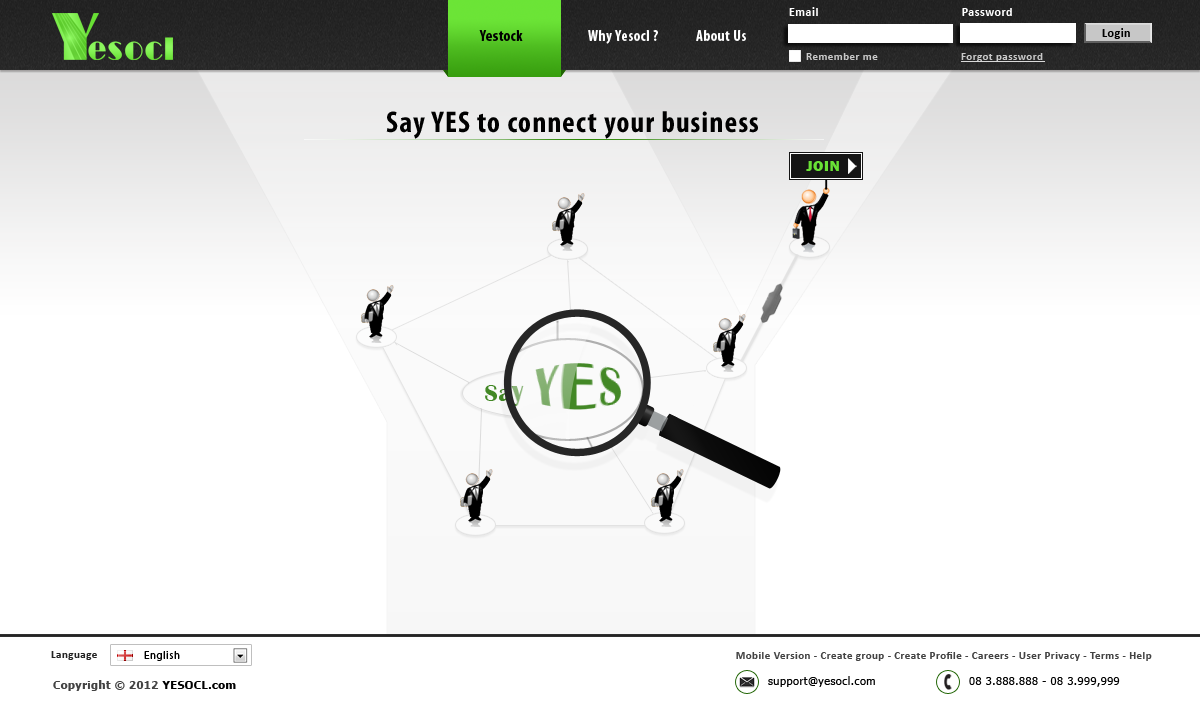 Yesocl
Yestock
Why Yesocl ?
About Us
Email
Password
Login
Remember me
Forgot password
Say YES to connect your business
JOIN
Say YES
Language
English
Mobile Version - Create group - Create Profile - Careers - User Privacy - Terms - Help
Copyright © 2012 YESOCL.com
support@yesocl.com
08 3.888.888 - 08 3.999,999